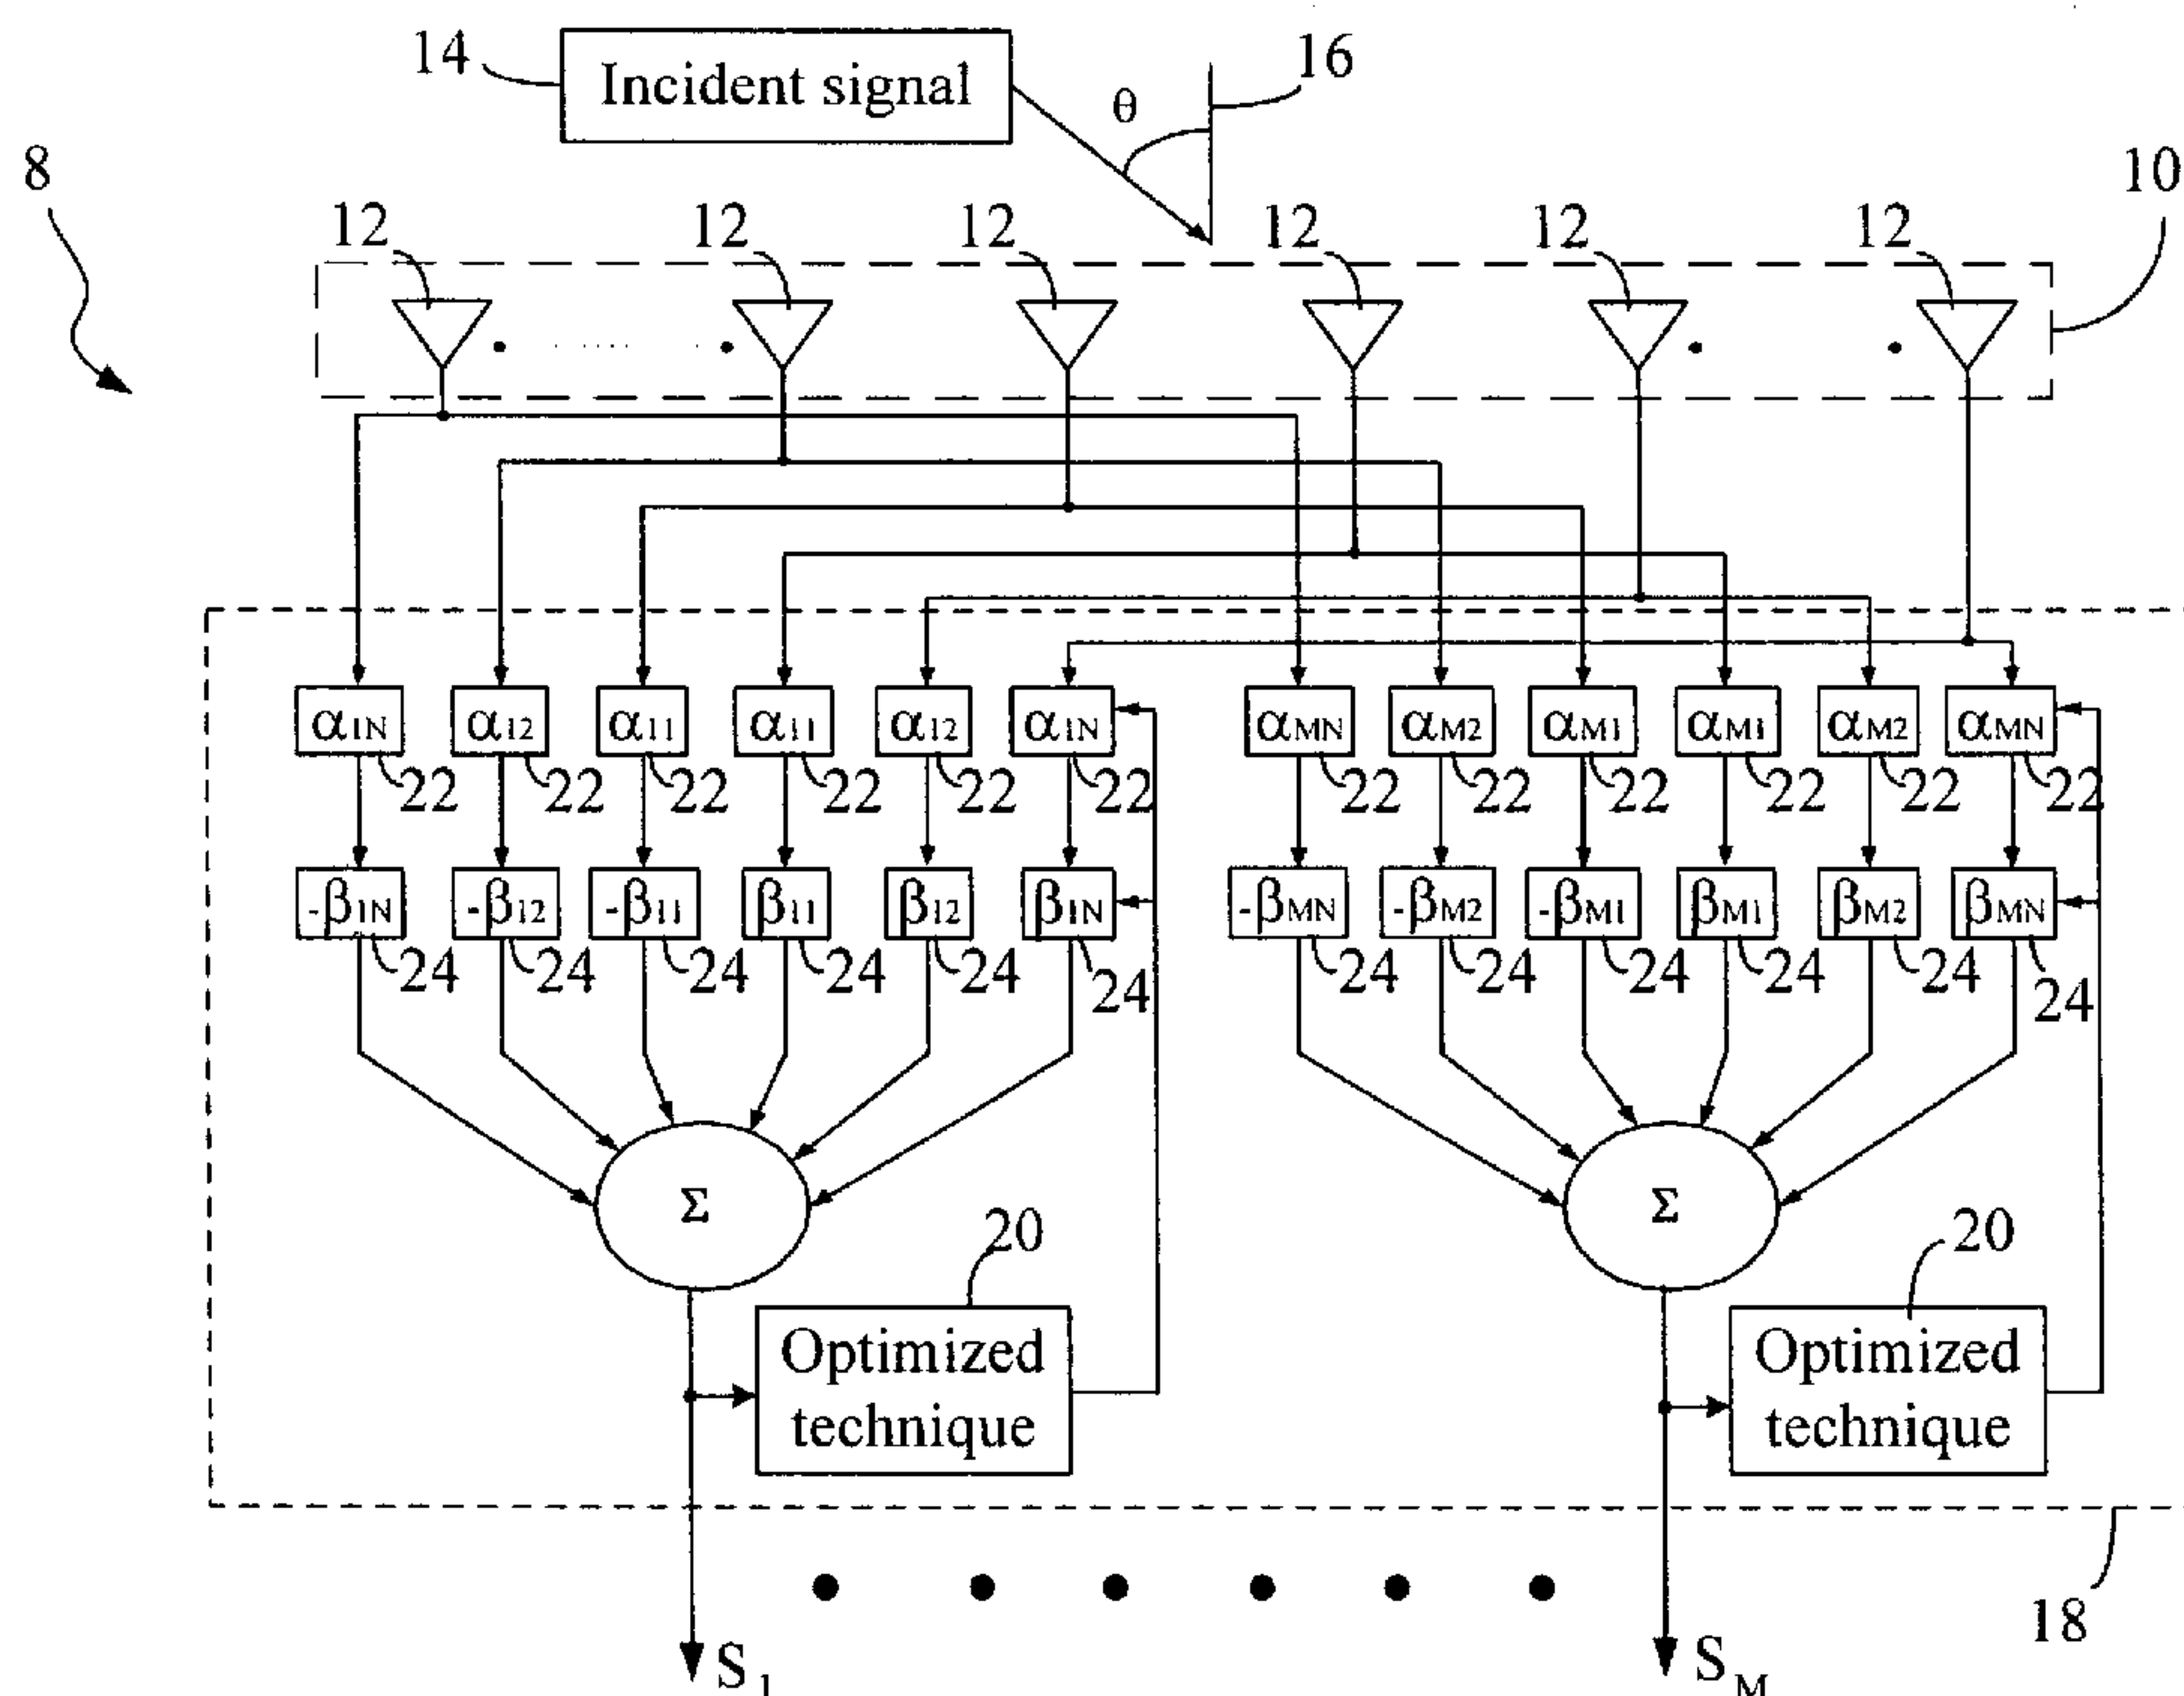 14 Incident signal θ 16
8 10
12 12 12 12 12 12
α1N α12 α11 α11 α12 α1N αMN αM2 αM1 αM1 αM2 αMN
22 22 22 22 22 22 22 22 22 22 22 22
-β1N -β12 -β11 β11 β12 β1N -βMN -βM2 -βM1 βM1 βM2 βMN
24 24 24 24 24 24 24 24 24 24 24 24
Σ Σ
20 20
Optimized Optimized
technique technique
18
S1 SM